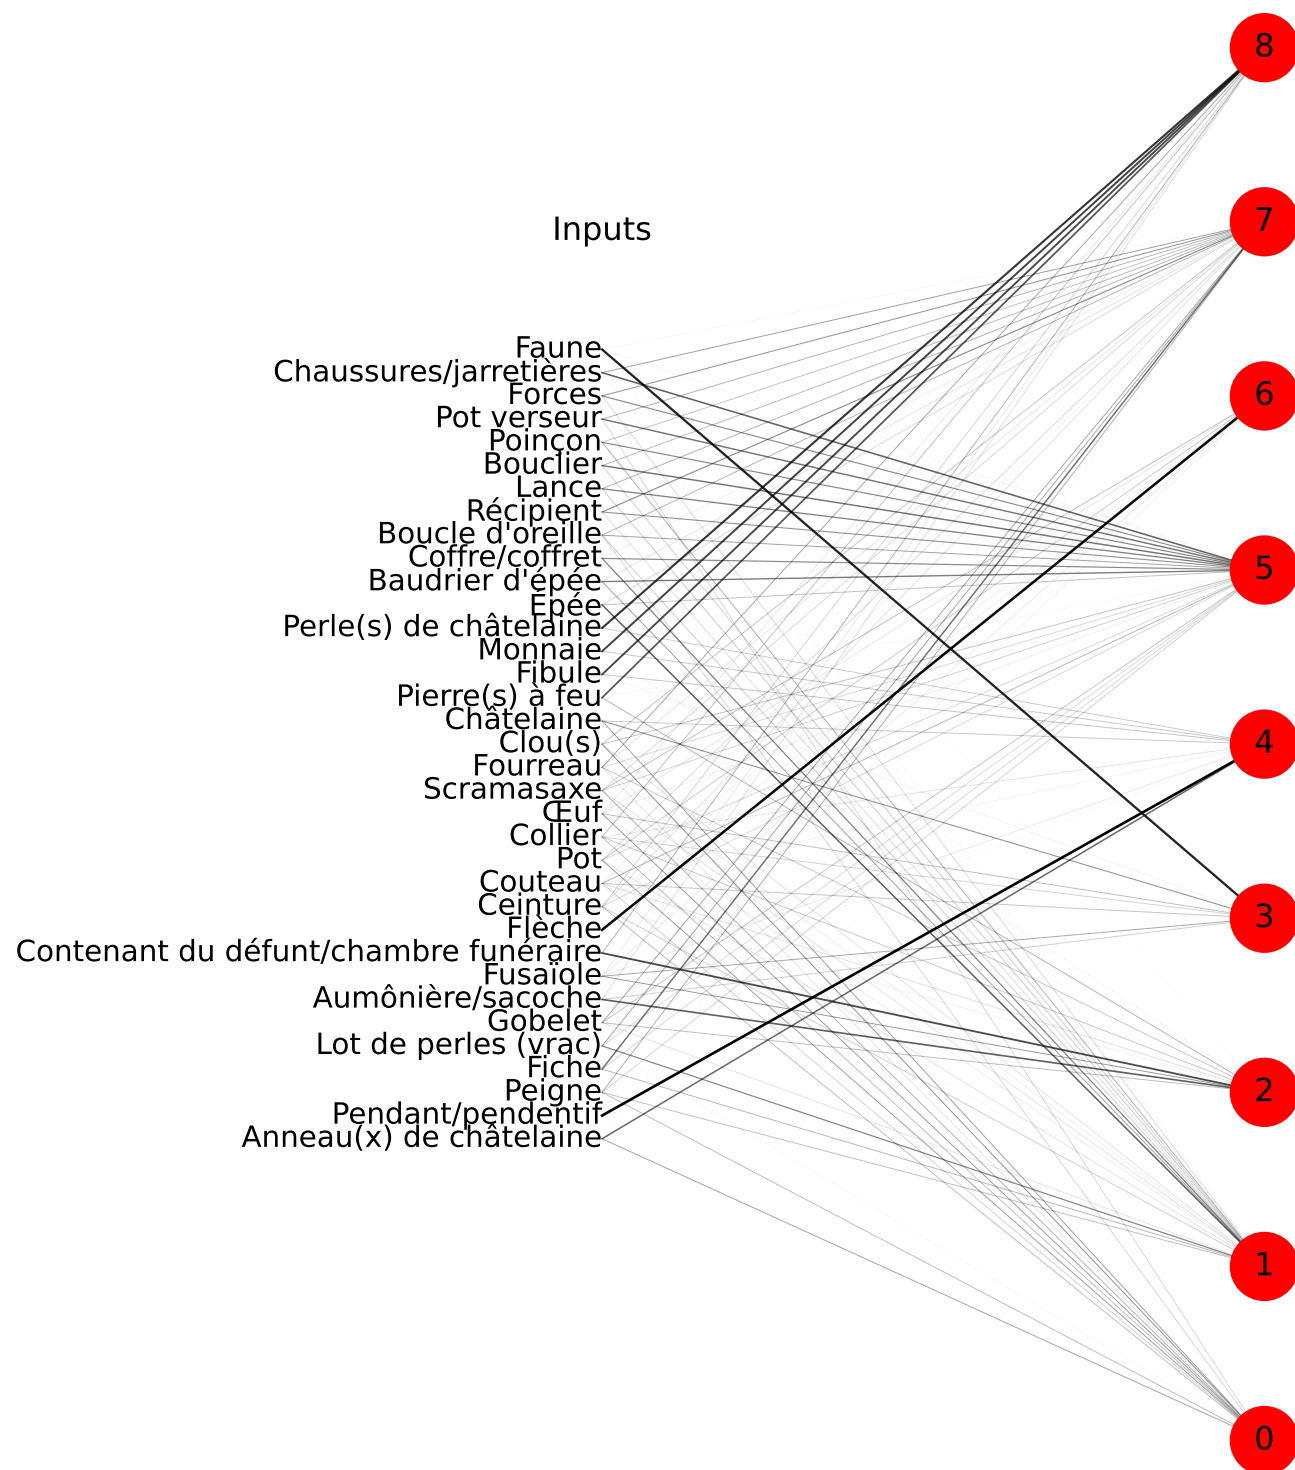 8
7
Inputs
Faune
Chaussures/jarretières
6
Forces
Pot verseur
Poinçon
Bouclier
Lance
Récipient
Boucle d'oreille
Coffre/coffret
5
Baudrier d'épée
Épée
Perle(s) de châtelaine
Monnaie
Fibule
Pierre(s) à feu
Châtelaine
4
Clou(s)
Fourreau
Scramasaxe
Œuf
Collier
Pot
Couteau
Ceinture
3
Flèche
Contenant du défunt/chambre funéraire
Fusaïole
Aumônière/sacoche
Gobelet
Lot de perles (vrac)
Fiche
2
Peigne
Pendant/pendentif
Anneau(x) de châtelaine
1
0